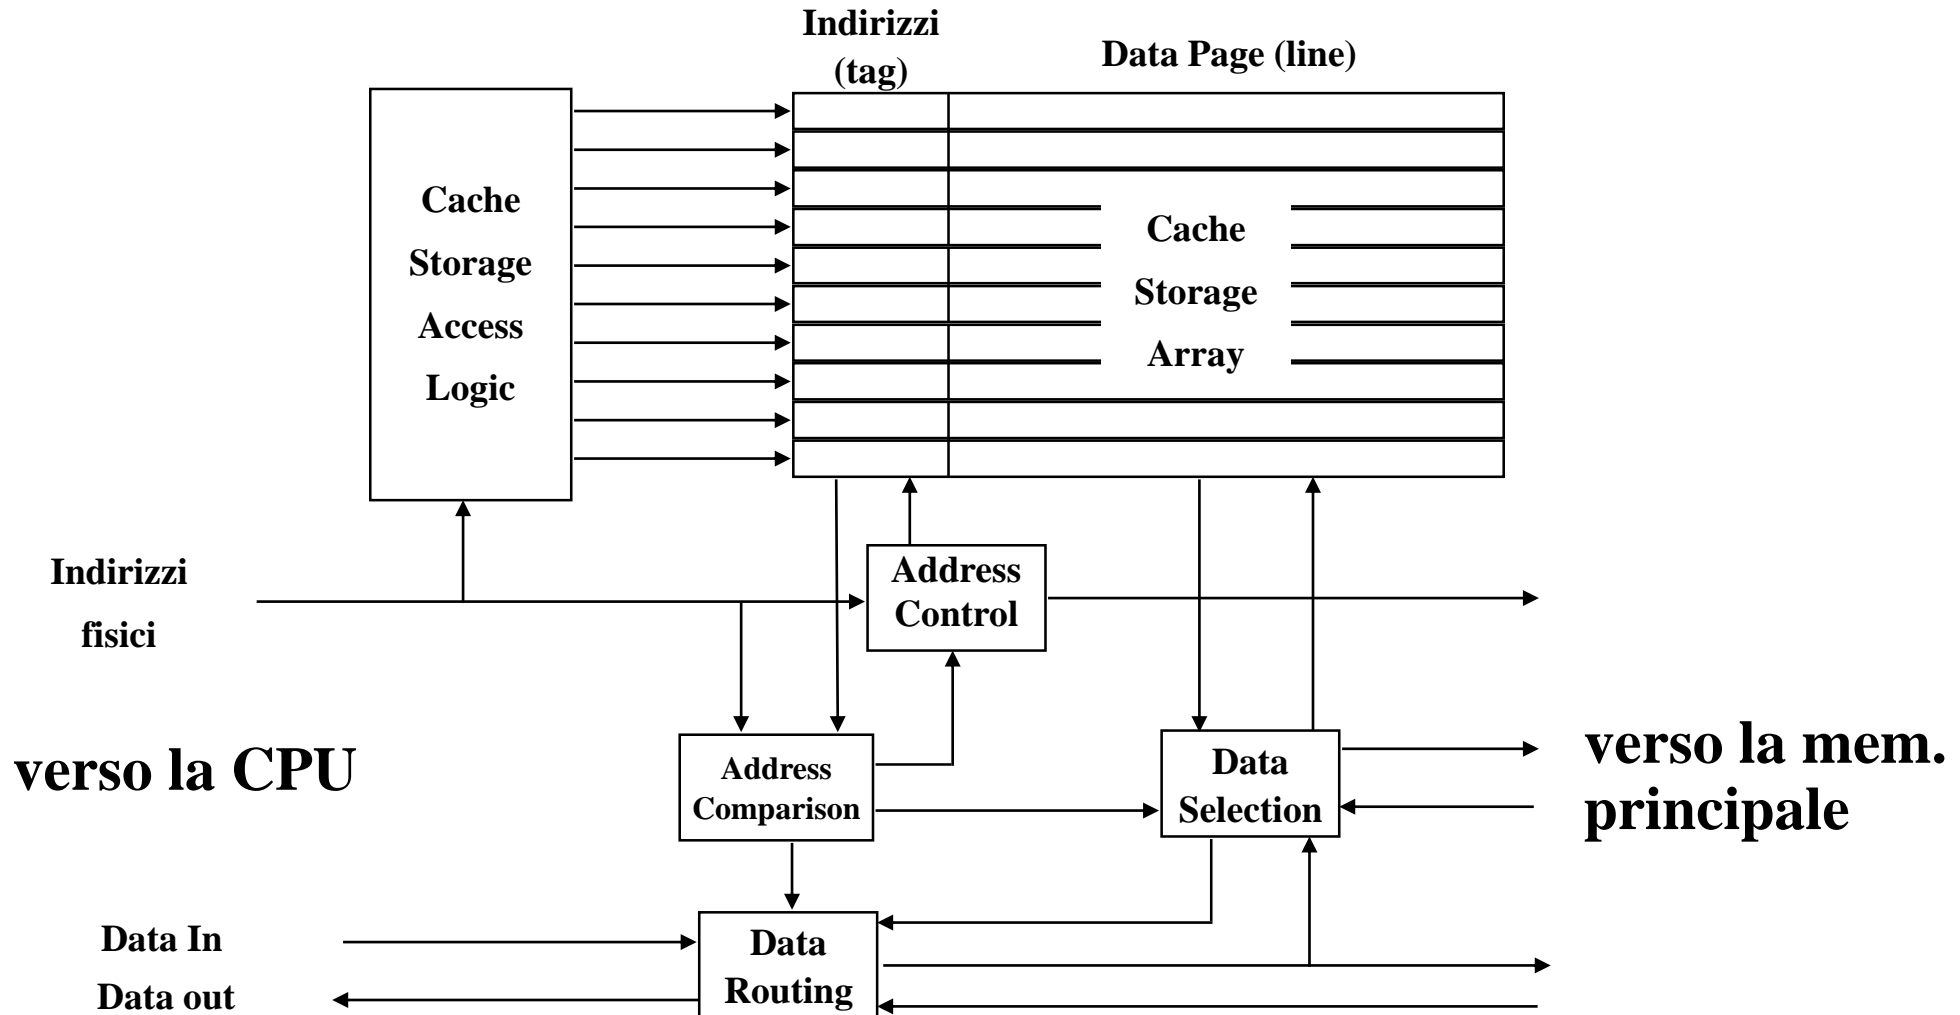 Indirizzi
(tag)
Data Page (line)
Cache
Storage
Access
Logic
Cache
Storage
Array
Indirizzi
fisici
Address
Control
verso la CPU
Address
Comparison
Data
Selection
verso la mem.
principale
Data In
Data out
Data
Routing